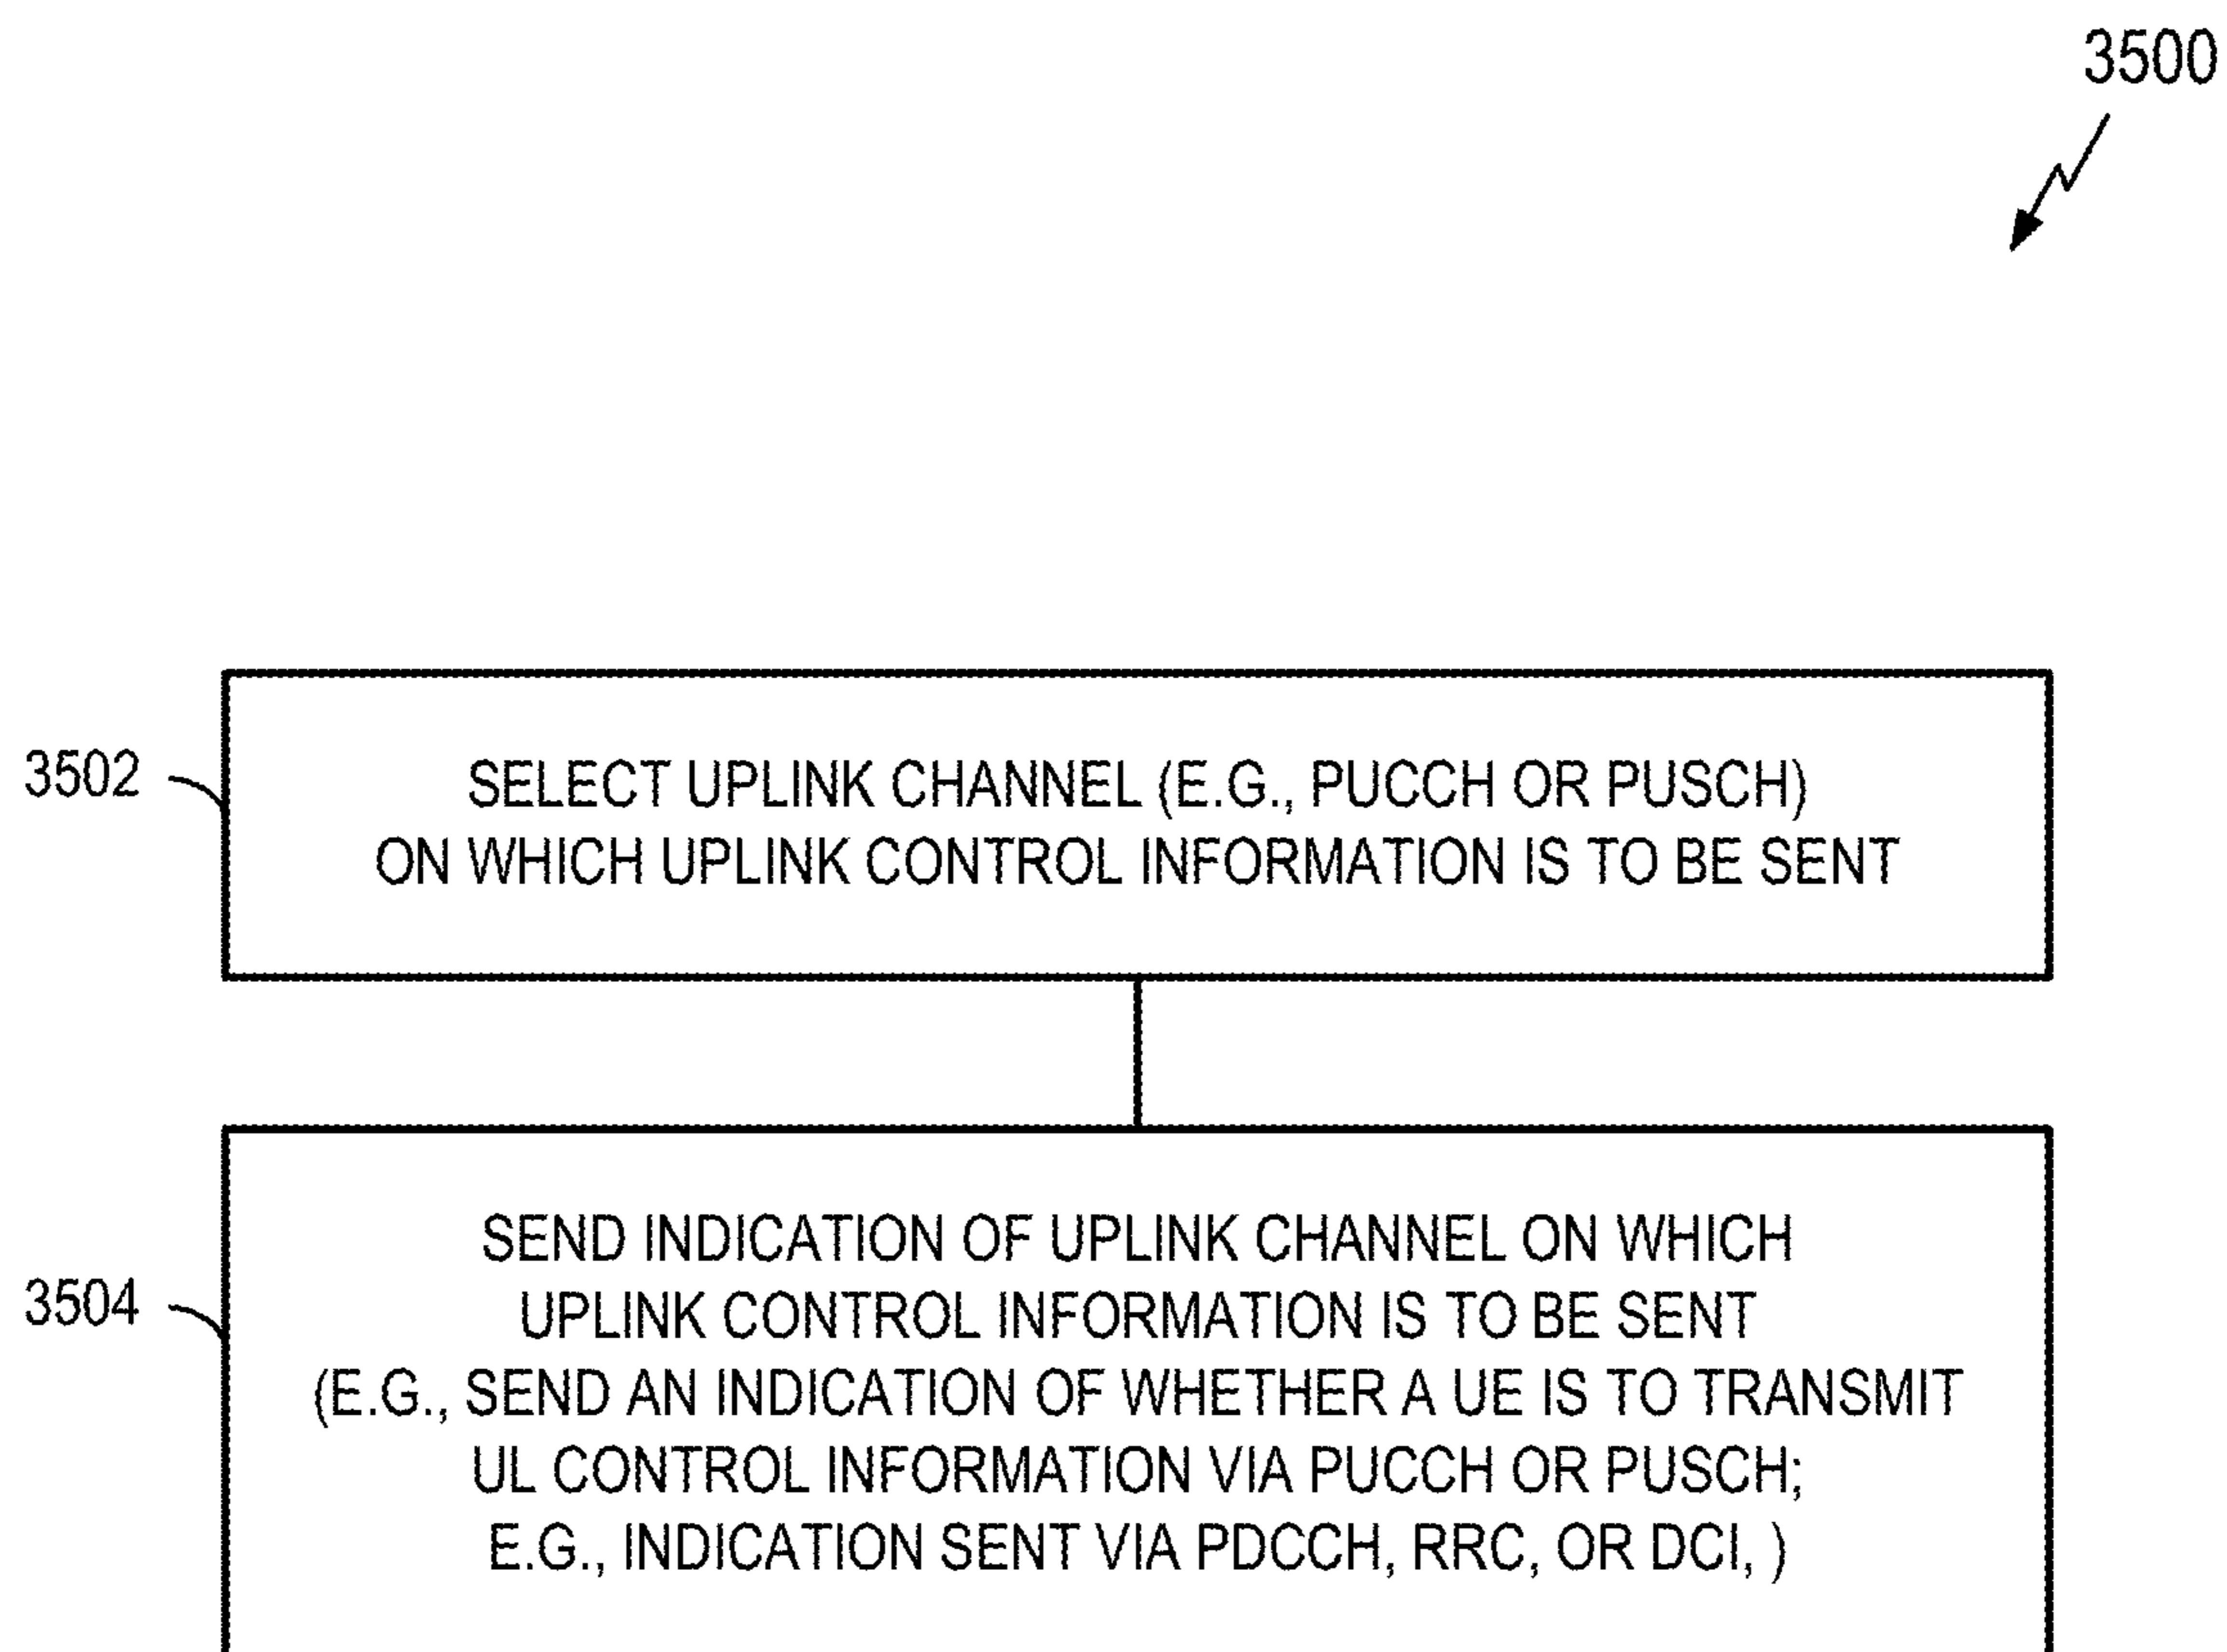 3500
3502
SELECT UPLINK CHANNEL (E.G., PUCCH OR PUSCH)
ON WHICH UPLINK CONTROL INFORMATION IS TO BE SENT
3504
SEND INDICATION OF UPLINK CHANNEL ON WHICH
UPLINK CONTROL INFORMATION IS TO BE SENT
(E.G., SEND AN INDICATION OF WHETHER A UE IS TO TRANSMIT
UL CONTROL INFORMATION VIA PUCCH OR PUSCH;
E.G., INDICATION SENT VIA PDCCH, RRC, OR DCI, )